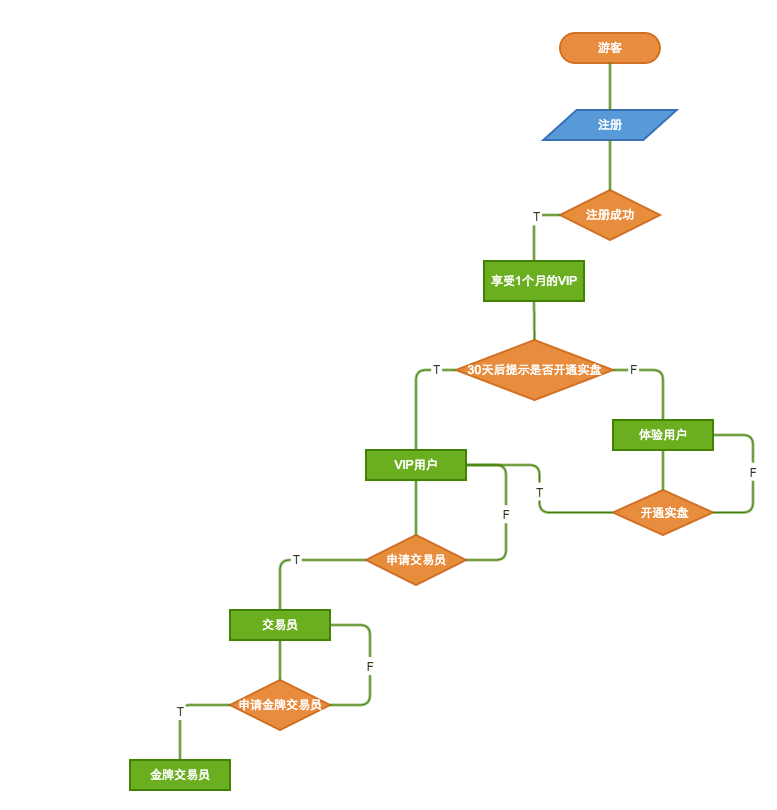 游客
注册
注册成功
T
享受1个月的VIP
T
30天后提示是否开通实盘
F
体验用户
VIP用户
F
T
开通实盘
F
申请交易员
T
交易员
F
申请金牌交易员
T
金牌交易员